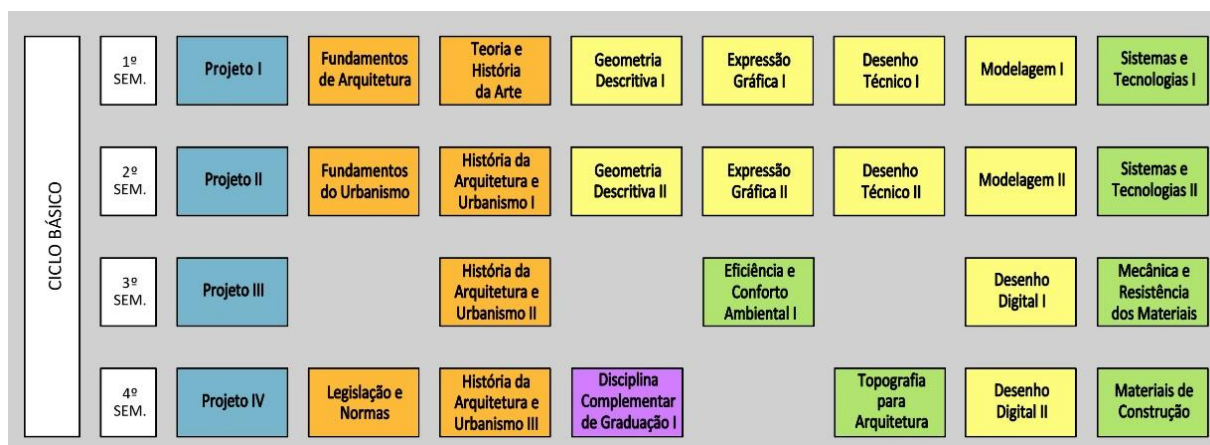 CICLO BÁSICO
1º
SEM.
Projeto I
Fundamentos
de Arquitetura
Teoria e
História
da Arte
Geometria
Descritiva I
Expressão
Gráfica I
Desenho
Técnico I
Modelagem I
Sistemas e
Tecnologias I
2º
SEM.
Projeto II
Fundamentos
do Urbanismo
História da
Arquitetura e
Urbanismo I
Geometria
Descritiva II
Expressão
Gráfica II
Desenho
Técnico II
Modelagem II
Sistemas e
Tecnologias II
3º
SEM.
Projeto III
História da
Arquitetura e
Urbanismo II
Eficiência e
Conforto
Ambiental I
Desenho
Digital I
Mecânica e
Resistência
dos Materiais
4º
SEM.
Projeto IV
Legislação e
Normas
História da
Arquitetura e
Urbanismo III
Disciplina
Complementar
de Graduação I
Topografia
para
Arquitetura
Desenho
Digital II
Materiais de
Construção